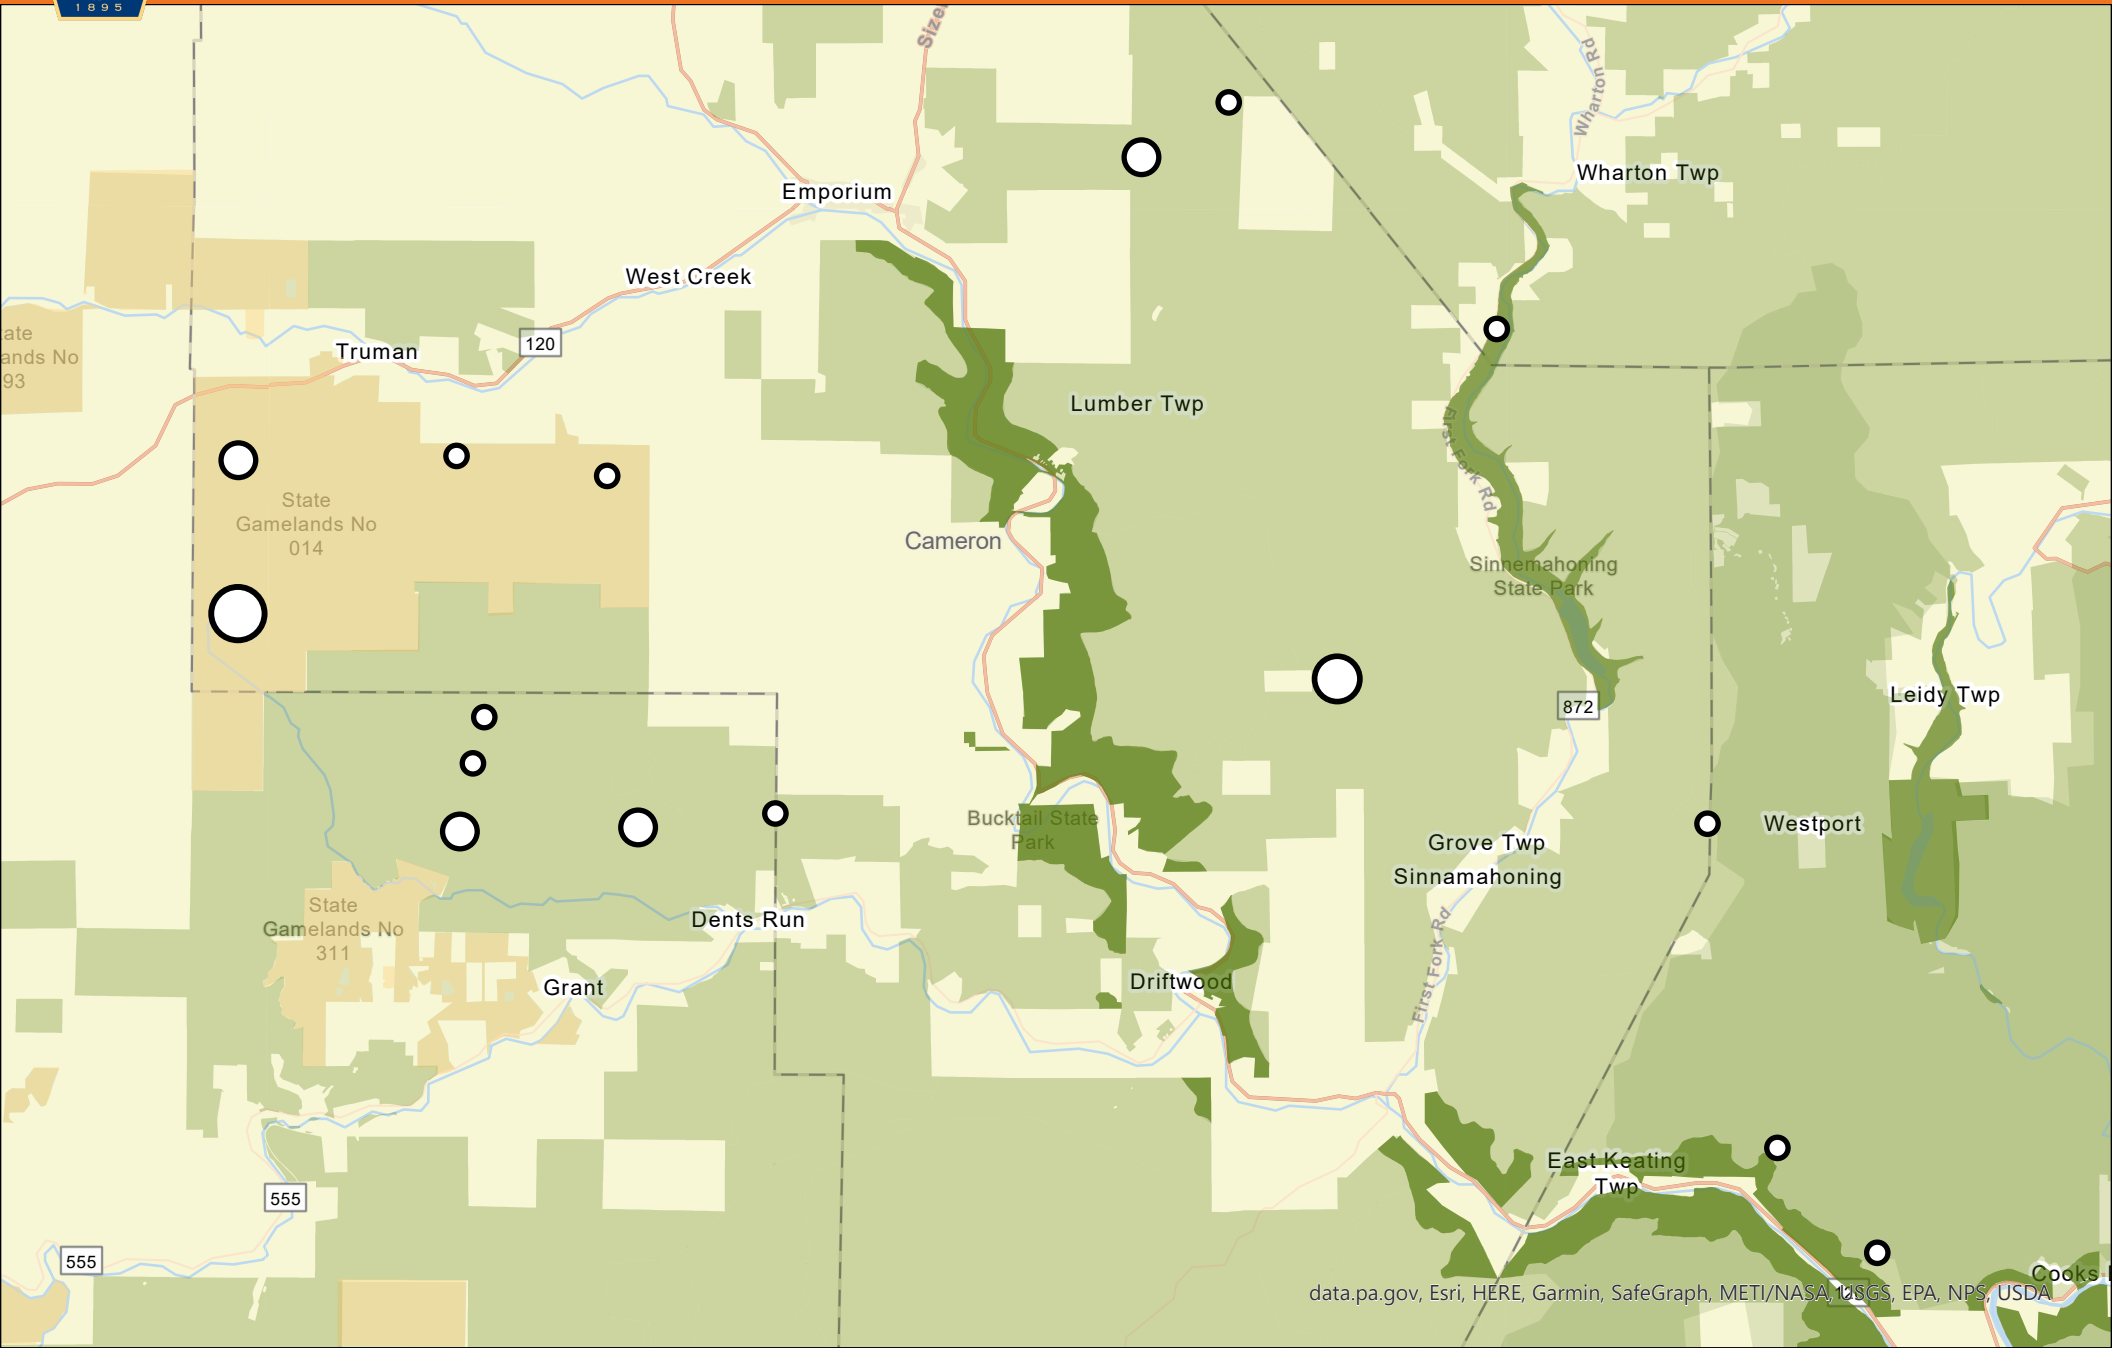 1895
Size
Wharton Rd
Wharton Twp
Emporium
West Creek
120
Truman
ate
ands No
93
Lumber Twp
First Fork Rd
State
Gamelands No
014
Cameron
Sinnemahoning
State Park
872
Leidy Twp
Bucktail State
Park
Westport
Grove Twp
Sinnamahoning
State
Gamelands No
311
Dents Run
First Fork Rd
Grant
Driftwood
East Keating
Twp
555
555
Cooks
data.pa.gov, Esri, HERE, Garmin, SafeGraph, METI/NASA, USGS, EPA, NPS, USDA